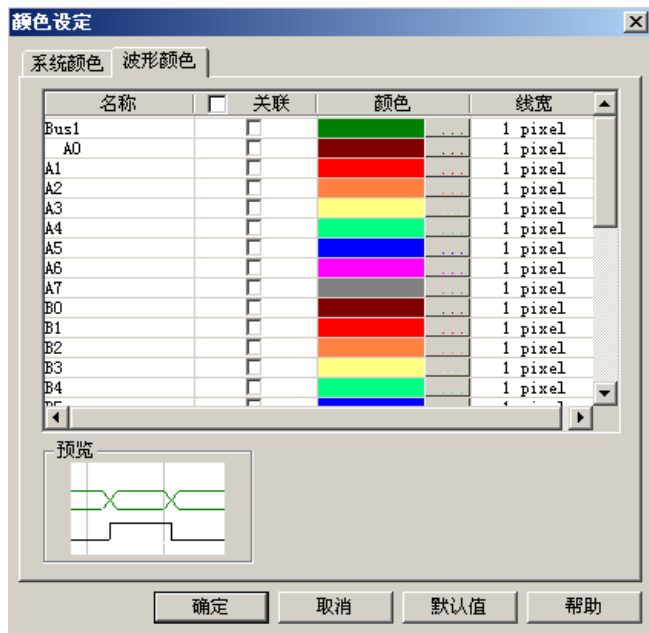 颜色设定
系统颜色 波形颜色
名称 关联 颜色 线宽
Bus1 ... 1 pixel
A0 ... 1 pixel
A1 ... 1 pixel
A2 ... 1 pixel
A3 ... 1 pixel
A4 ... 1 pixel
A5 ... 1 pixel
A6 ... 1 pixel
A7 ... 1 pixel
B0 ... 1 pixel
B1 ... 1 pixel
B2 ... 1 pixel
B3 ... 1 pixel
B4 ... 1 pixel
预览
确定 取消 默认值 帮助